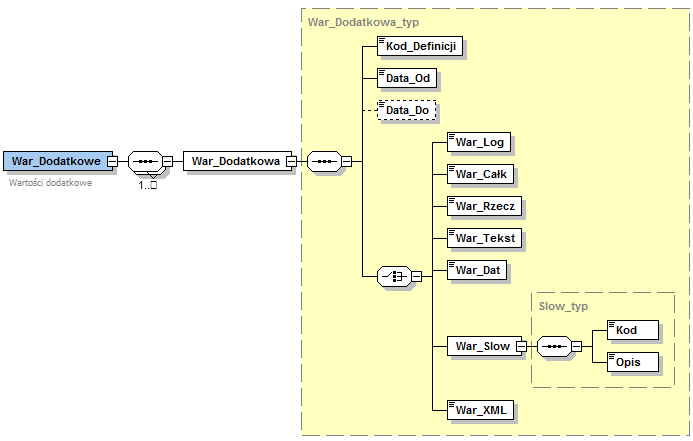 War_Dodatkowa_typ
Kod_Definicji
Data_Od
Data_Do
War_Dodatkowe
Wartości dodatkowe
1..□
War_Dodatkowa
War_Log
War_Całk
War_Rzecz
War_Tekst
War_Dat
Slow_typ
War_Slow
Kod
Opis
War_XML